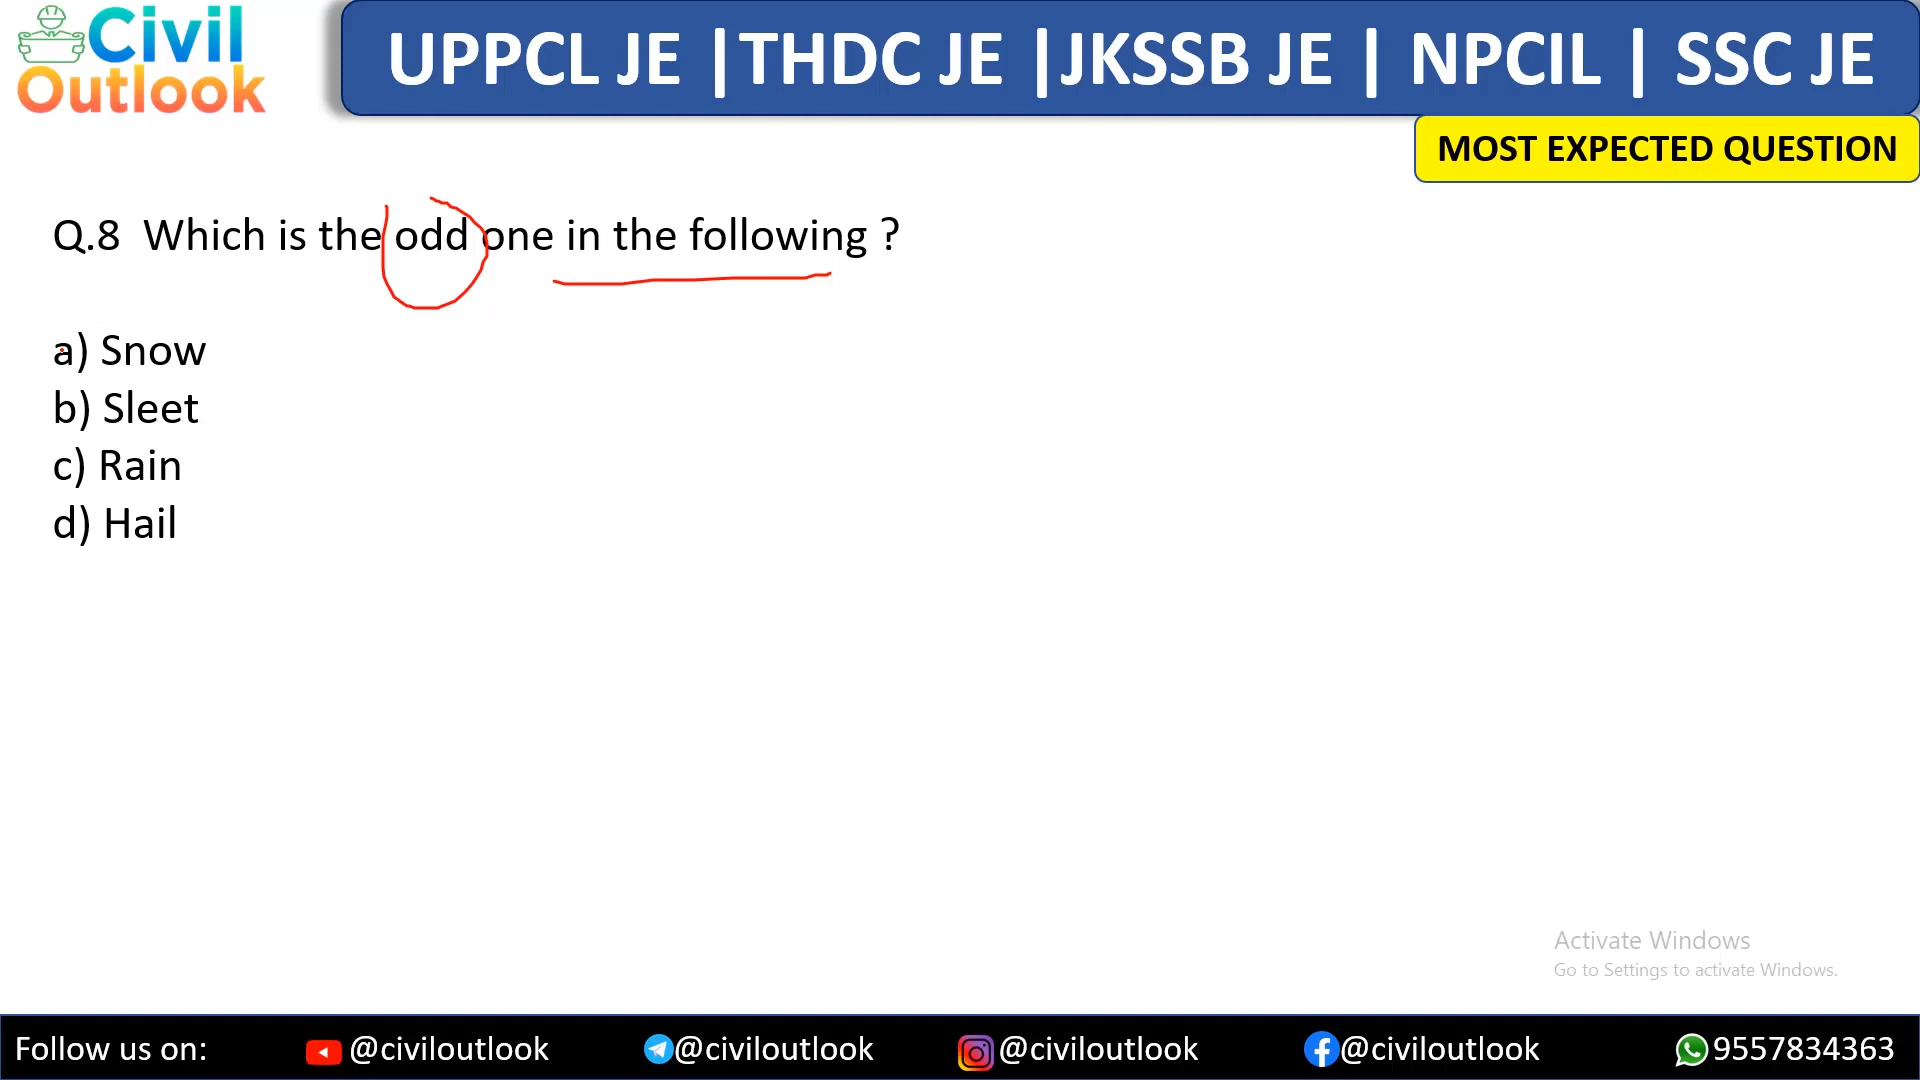 Civil
Outlook
UPPCL JE |THDC JE |JKSSB JE | NPCIL | SSC JE
MOST EXPECTED QUESTION
Q.8 Which is the odd one in the following ?
a) Snow
b) Sleet
c) Rain
d) Hail
Activate Windows
Go to Settings to activate Windows.
Follow us on: @civiloutlook @civiloutlook @civiloutlook @civiloutlook 9557834363